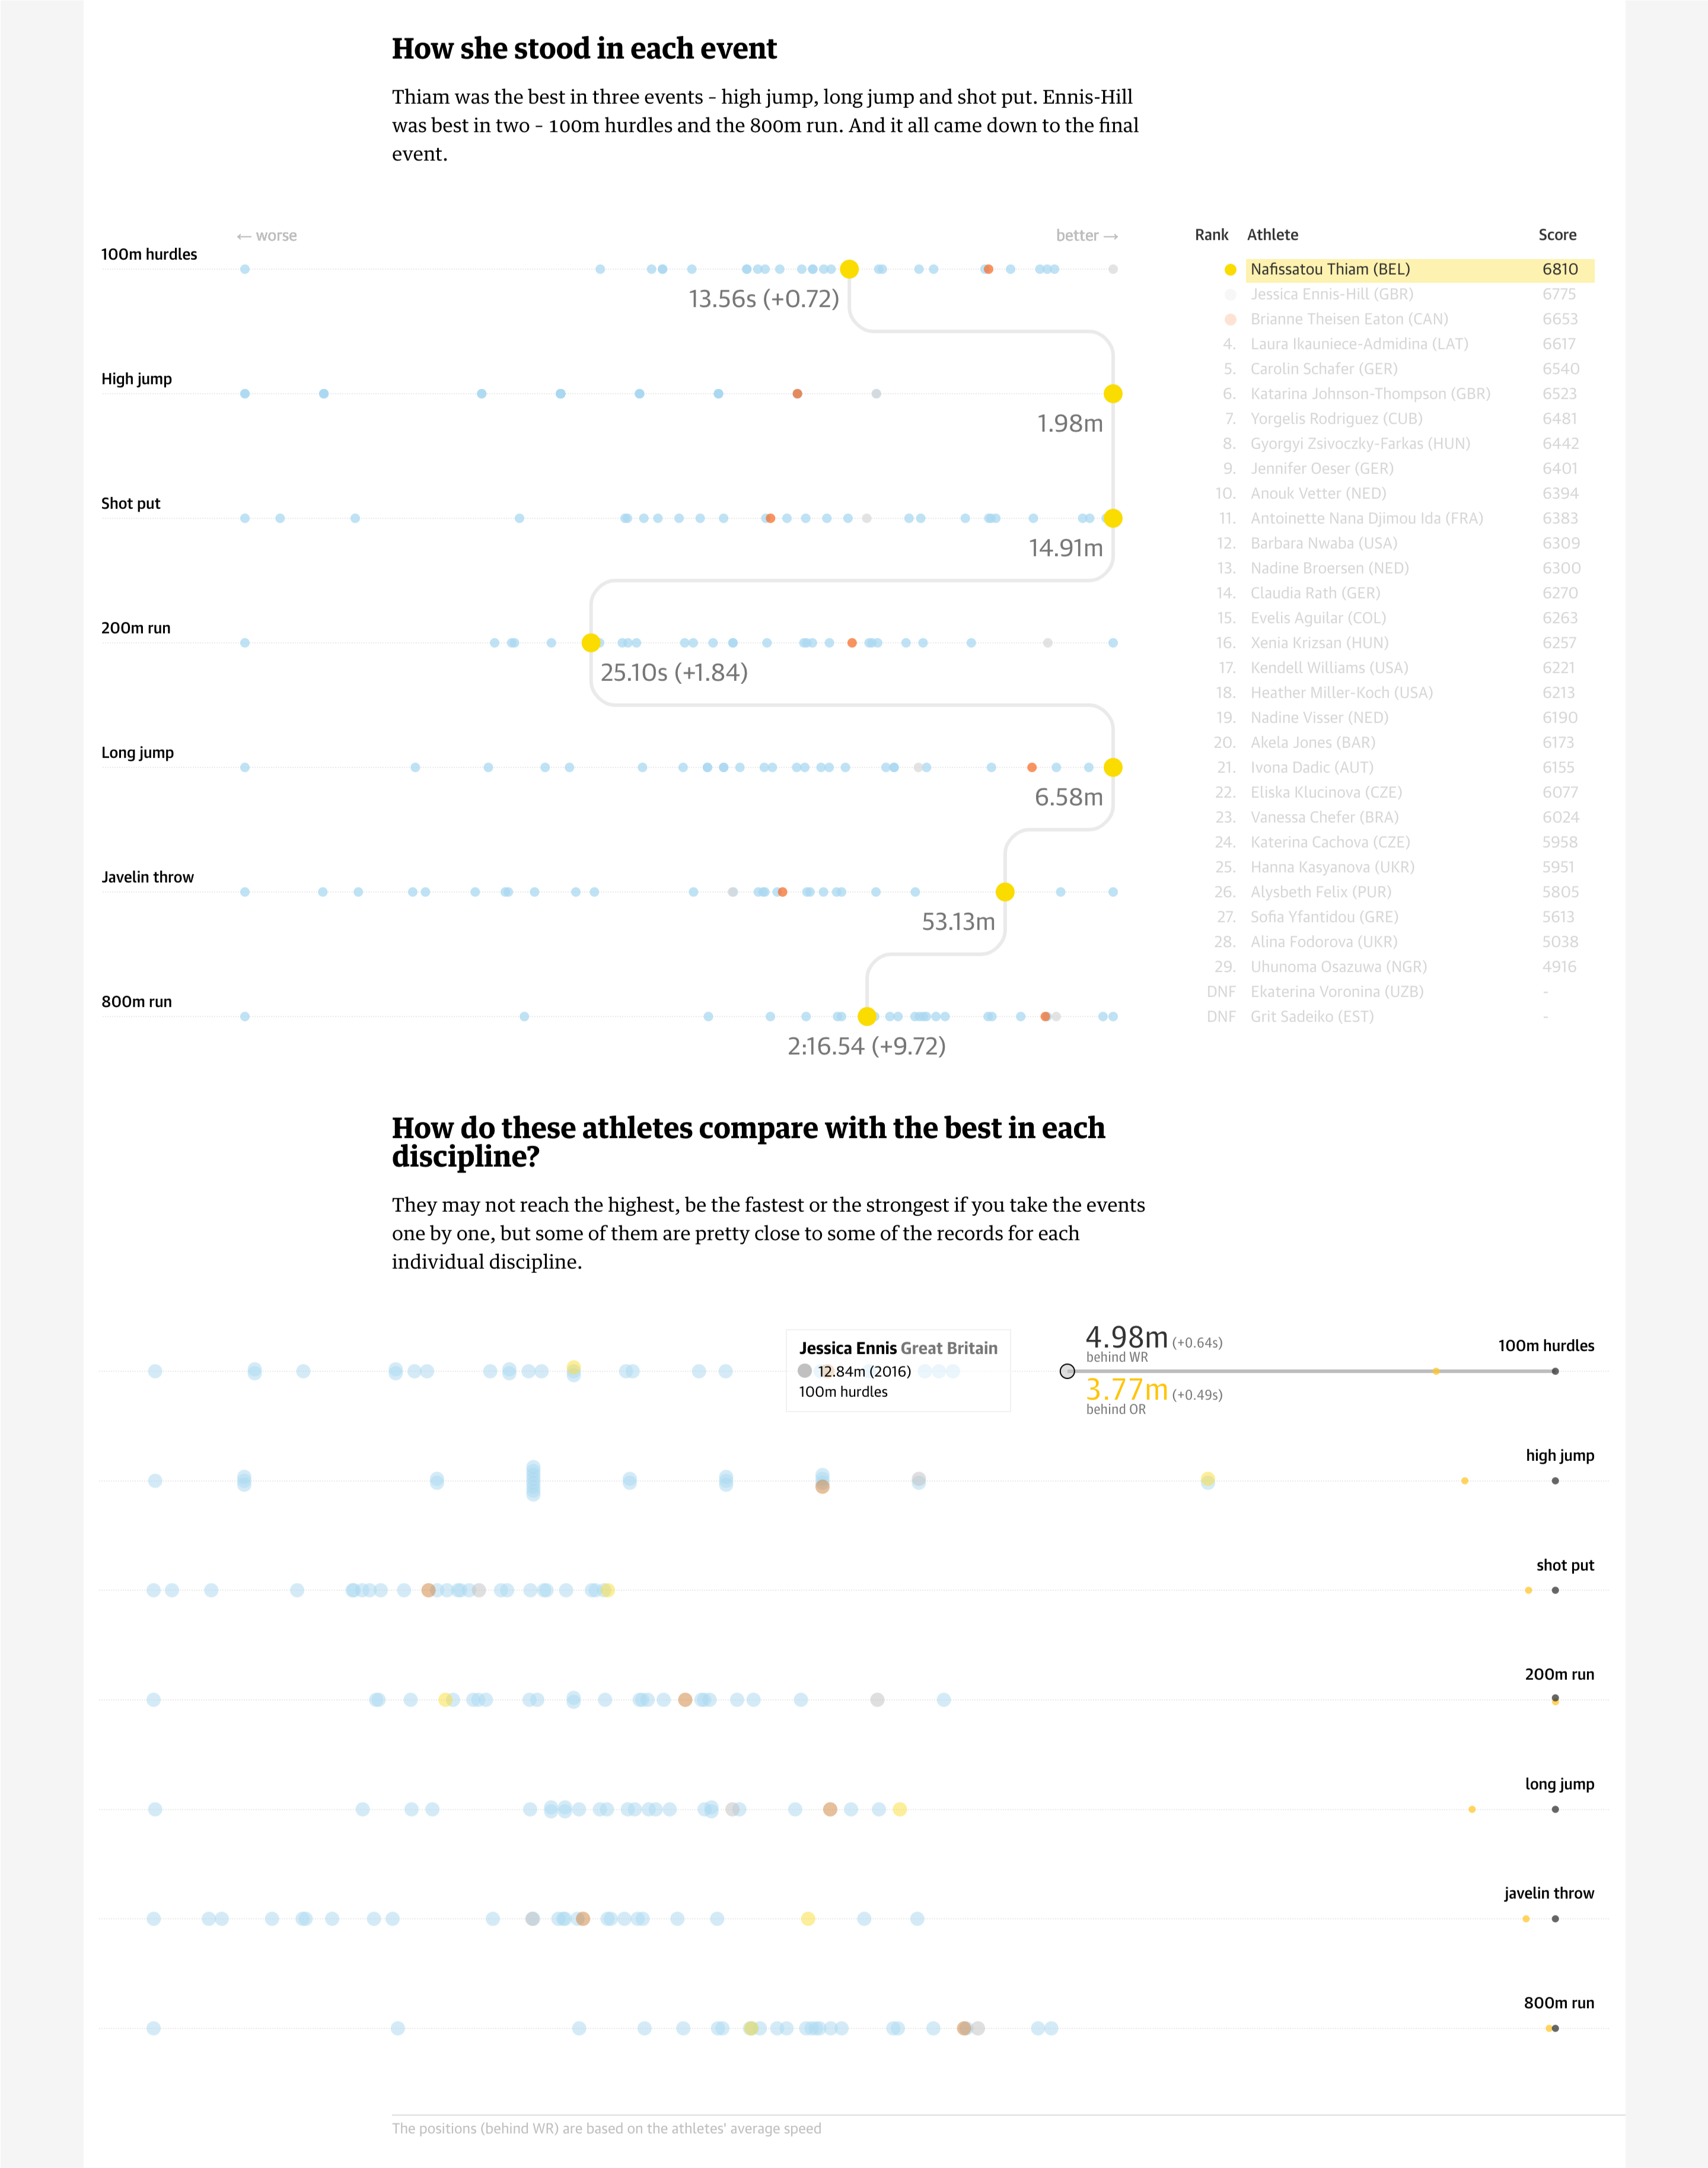 How she stood in each event
Thiam was the best in three events – high jump, long jump and shot put. Ennis-Hill
was best in two – 100m hurdles and the 800m run. And it all came down to the final
event.
← worse
better →
100m hurdles
13.56s (+0.72)
High jump
1.98m
Shot put
14.91m
200m run
25.10s (+1.84)
Long jump
6.58m
Javelin throw
53.13m
800m run
2:16.54 (+9.72)
Rank Athlete Score
Nafissatou Thiam (BEL) 6810
Jessica Ennis-Hill (GBR) 6775
Brianne Theisen Eaton (CAN) 6653
4. Laura Ikauniece-Admidina (LAT) 6617
5. Carolin Schafer (GER) 6540
6. Katarina Johnson-Thompson (GBR) 6523
7. Yorgelis Rodriguez (CUB) 6481
8. Gyorgyi Zsivoczky-Farkas (HUN) 6442
9. Jennifer Oeser (GER) 6401
10. Anouk Vetter (NED) 6394
11. Antoinette Nana Djimou Ida (FRA) 6383
12. Barbara Nwaba (USA) 6309
13. Nadine Broersen (NED) 6300
14. Claudia Rath (GER) 6270
15. Evelis Aguilar (COL) 6263
16. Xenia Krizsan (HUN) 6257
17. Kendell Williams (USA) 6221
18. Heather Miller-Koch (USA) 6213
19. Nadine Visser (NED) 6190
20. Akela Jones (BAR) 6173
21. Ivona Dadic (AUT) 6155
22. Eliska Klucinova (CZE) 6077
23. Vanessa Chefer (BRA) 6024
24. Katerina Cachova (CZE) 5958
25. Hanna Kasyanova (UKR) 5951
26. Alysbeth Felix (PUR) 5805
27. Sofia Yfantidou (GRE) 5613
28. Alina Fodorova (UKR) 5038
29. Uhunoma Osazuwa (NGR) 4916
DNF Ekaterina Voronina (UZB) -
DNF Grit Sadeiko (EST) -
How do these athletes compare with the best in each
discipline?
They may not reach the highest, be the fastest or the strongest if you take the events
one by one, but some of them are pretty close to some of the records for each
individual discipline.
Jessica Ennis Great Britain
12.84m (2016)
100m hurdles
4.98m (+0.64s)
behind WR
3.77m (+0.49s)
behind OR
100m hurdles
high jump
shot put
200m run
long jump
javelin throw
800m run
The positions (behind WR) are based on the athletes' average speed